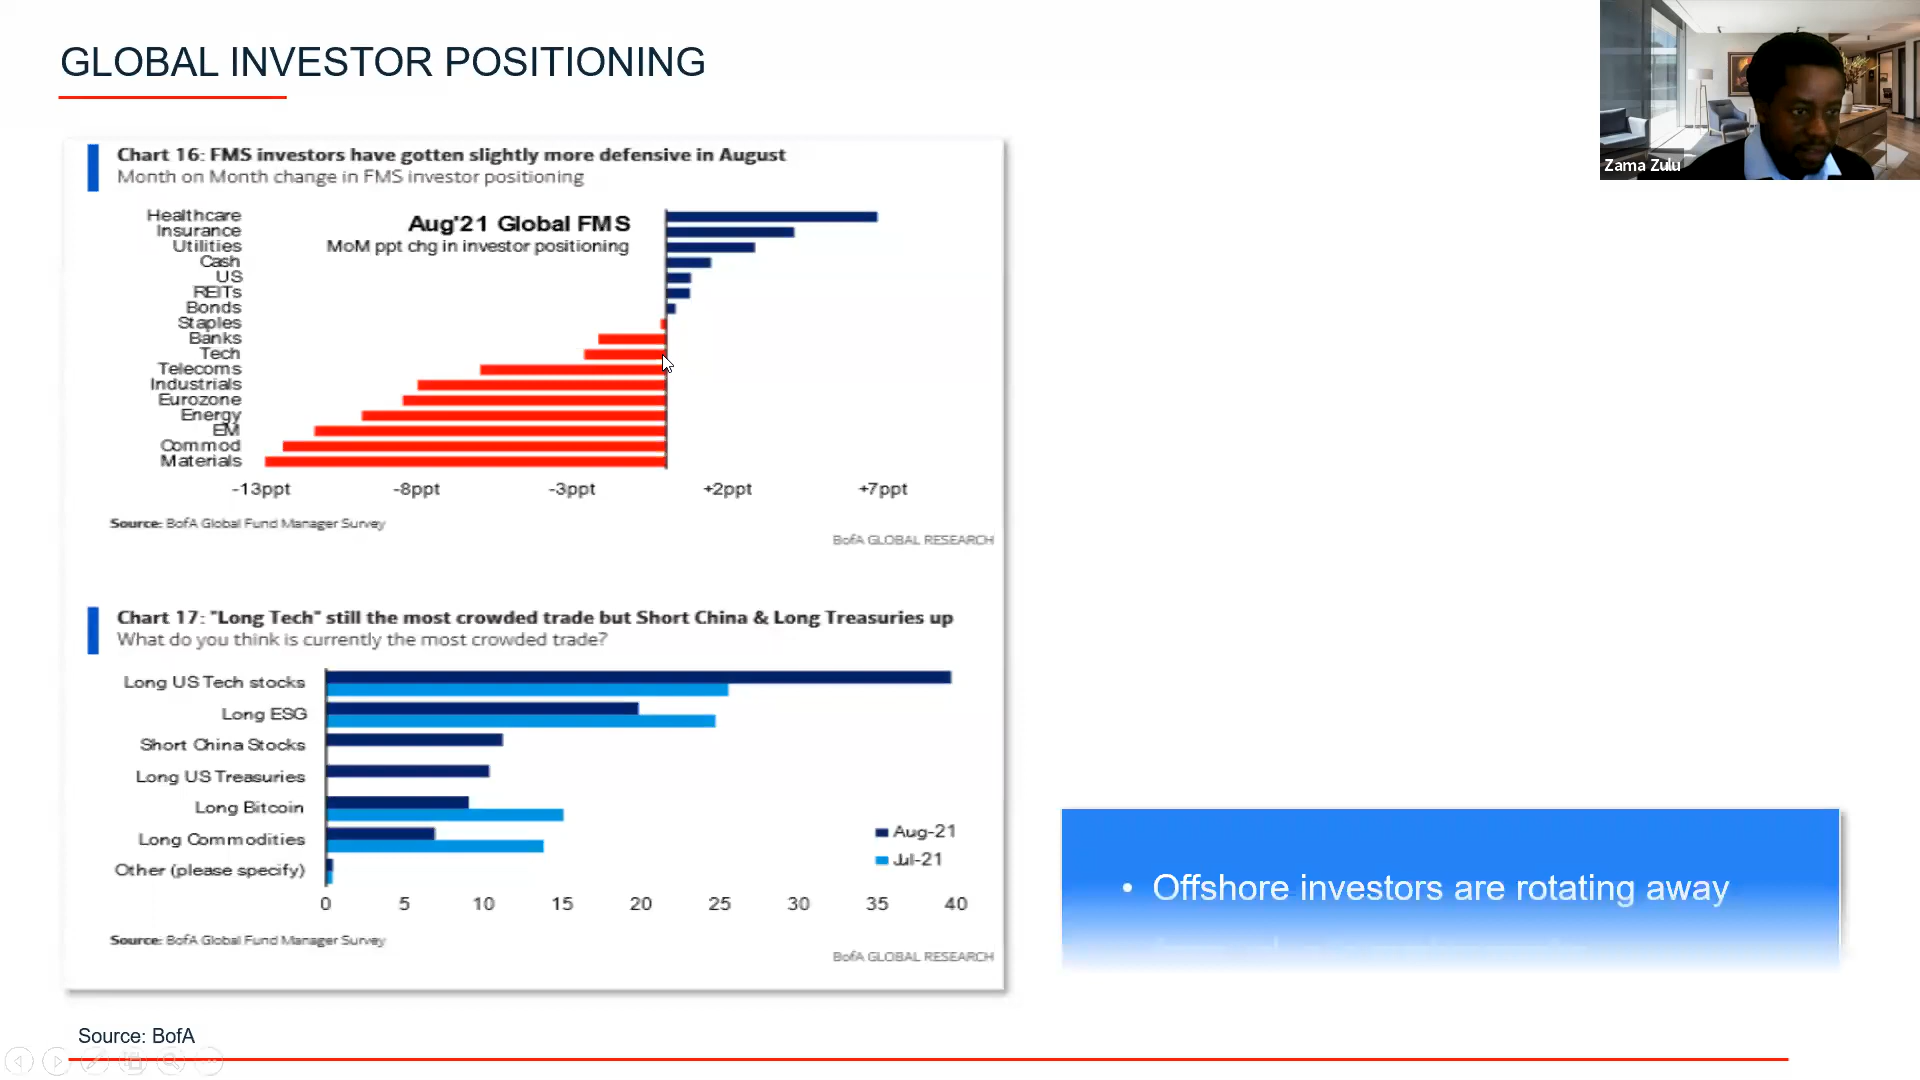 GLOBAL INVESTOR POSITIONING
Zama Zulu
Chart 16: FMS investors have gotten slightly more defensive in August
Month on Month change in FMS investor positioning
Aug'21 Global FMS
MoM ppt chg in investor positioning
Healthcare
Insurance
Utilities
Cash
US
REITs
Bonds
Staples
Banks
Tech
Telecoms
Industrials
Eurozone
Energy
EM
Commod
Materials
-13ppt -8ppt -3ppt +2ppt +7ppt
Source: BofA Global Fund Manager Survey
BofA GLOBAL RESEARCH
Chart 17: "Long Tech" still the most crowded trade but Short China & Long Treasuries up
What do you think is currently the most crowded trade?
Long US Tech stocks
Long ESG
Short China Stocks
Long US Treasuries
Long Bitcoin
Long Commodities
Other (please specify)
Aug-21
Jul-21
0 5 10 15 20 25 30 35 40
Source: BofA Global Fund Manager Survey
BofA GLOBAL RESEARCH
• Offshore investors are rotating away
Source: BofA